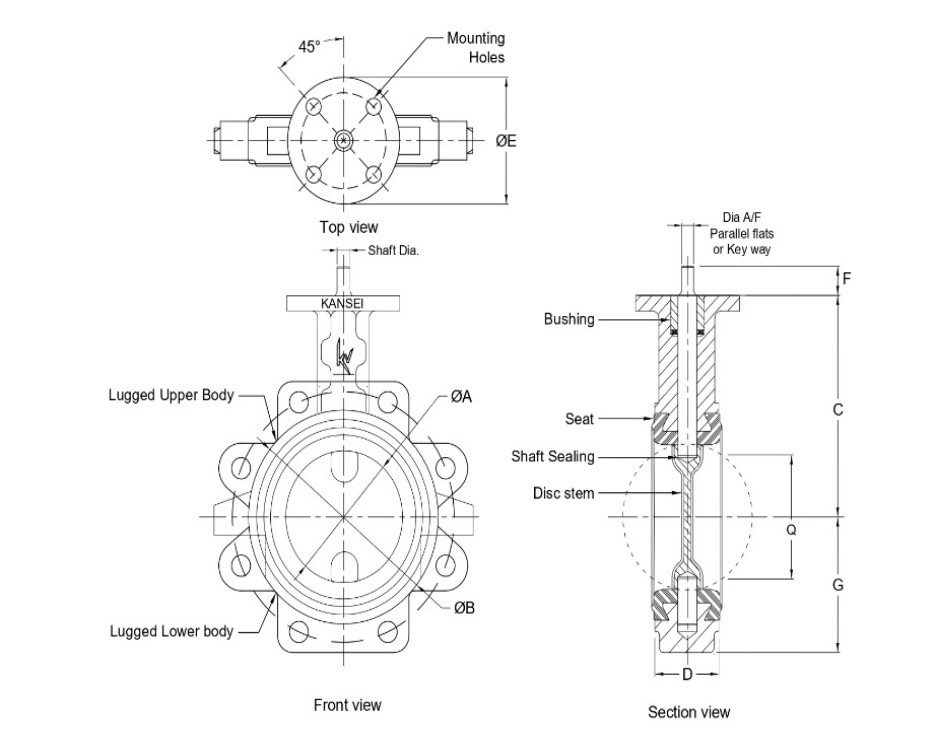 45°
Mounting
Holes
ØE
Top view
Shaft Dia.
KANSEI
Lugged Upper Body
ØA
ØB
Lugged Lower body
Front view
Dia A/F
Parallel flats
or Key way
F
Bushing
Seat
C
Shaft Sealing
Disc stem
Q
G
D
Section view